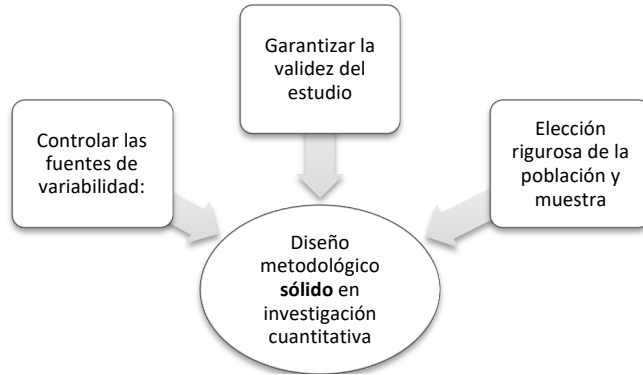 Garantizar la
validez del
estudio
Controlar las
fuentes de
variabilidad:
Elección
rigurosa de la
población y
muestra
Diseño
metodológico
sólido en
investigación
cuantitativa